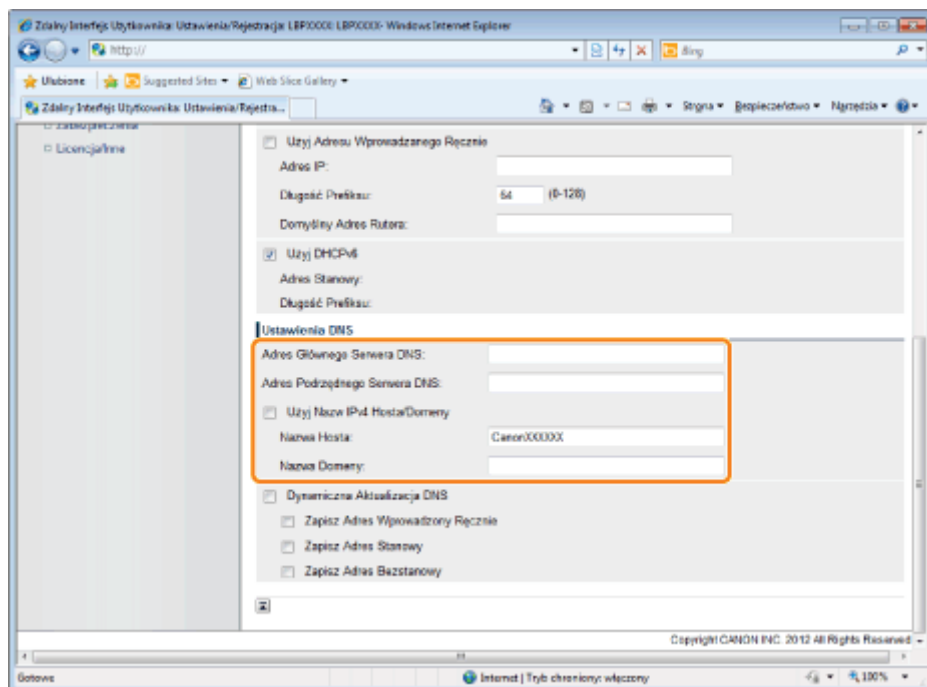 Zdalny Interfejs Użytkownika: Ustawienia/Rejestracja: LBPXXXX: LBPXXXX- Windows Internet Explorer
http://
Bing
Ulubione Suggested Sites Web Slice Gallery
Zdalny Interfejs Użytkownika: Ustawienia/Rejestra...
Strona Bezpieczeństwo Narzędzia
Zabezpieczenia
Licencja/Inne
Użyj Adresu Wprowadzanego Ręcznie
Adres IP:
Długość Prefiksu: 64 (0-128)
Domyślny Adres Rutera:
Użyj DHCPv6
Adres Stanowy:
Długość Prefiksu:
Ustawienia DNS
Adres Głównego Serwera DNS:
Adres Podrzędnego Serwera DNS:
Użyj Nazw IPv4 Hosta/Domeny
Nazwa Hosta: CanonXXXXXX
Nazwa Domeny:
Dynamiczna Aktualizacja DNS
Zapisz Adres Wprowadzony Ręcznie
Zapisz Adres Stanowy
Zapisz Adres Bezstanowy
Copyright CANON INC. 2012 All Rights Reserved
Gotowe Internet | Tryb chroniony: włączony 100%